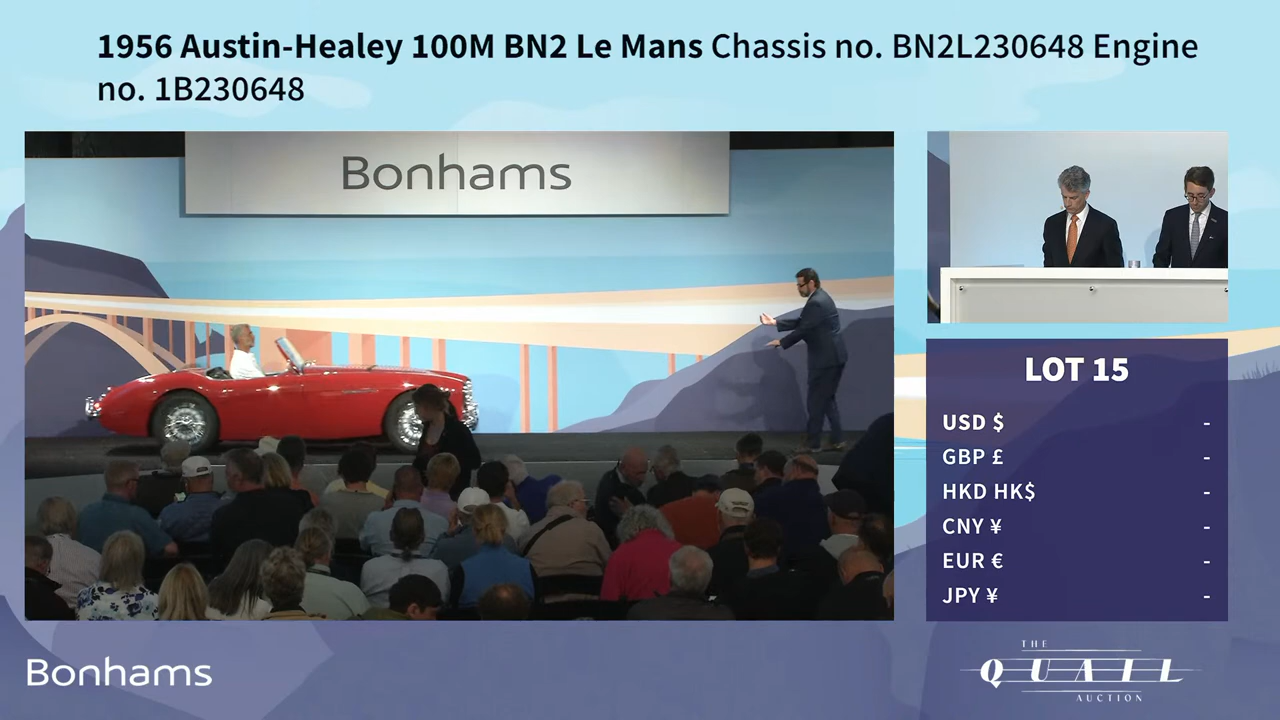 1956 Austin-Healey 100M BN2 Le Mans Chassis no. BN2L230648 Engine
no. 1B230648
Bonhams
LOT 15
USD $ -
GBP £ -
HKD HK$ -
CNY ¥ -
EUR € -
JPY ¥ -
Bonhams
THE
QUAIL
AUCTION